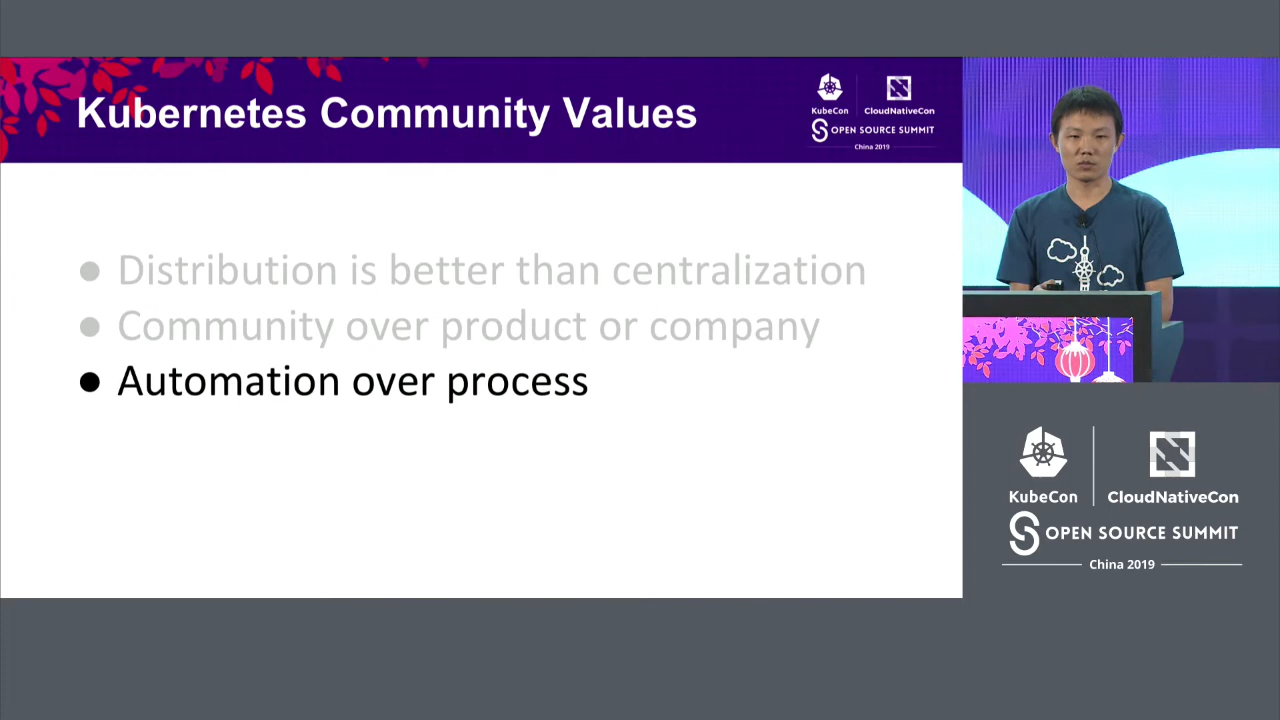 Kubernetes Community Values
KubeCon
CloudNativeCon
OPEN SOURCE SUMMIT
China 2019
Distribution is better than centralization
Community over product or company
Automation over process
KubeCon
CloudNativeCon
OPEN SOURCE SUMMIT
China 2019